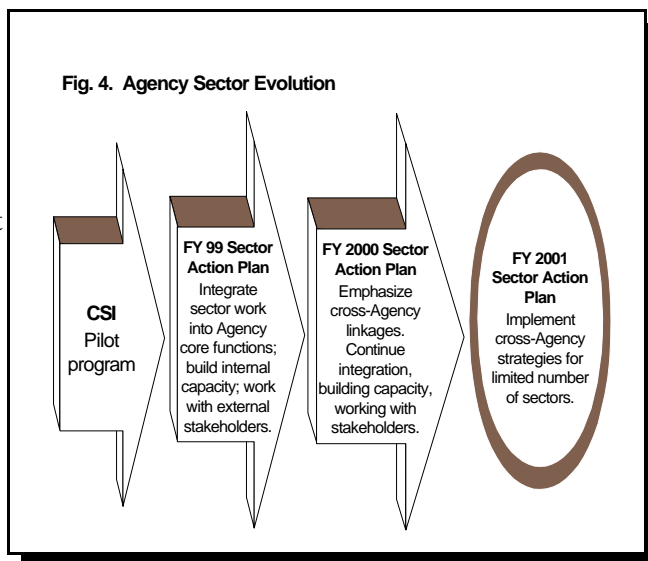 Fig. 4. Agency Sector Evolution
t
CSI
Pilot
program
FY 99 Sector
Action Plan
Integrate
sector work
into Agency
core functions;
build internal
capacity; work
with external
stakeholders.
FY 2000 Sector
Action Plan
Emphasize
cross-Agency
linkages.
Continue
integration,
building capacity,
working with
stakeholders.
FY 2001
Sector Action
Plan
Implement
cross-Agency
strategies for
limited number
of sectors.